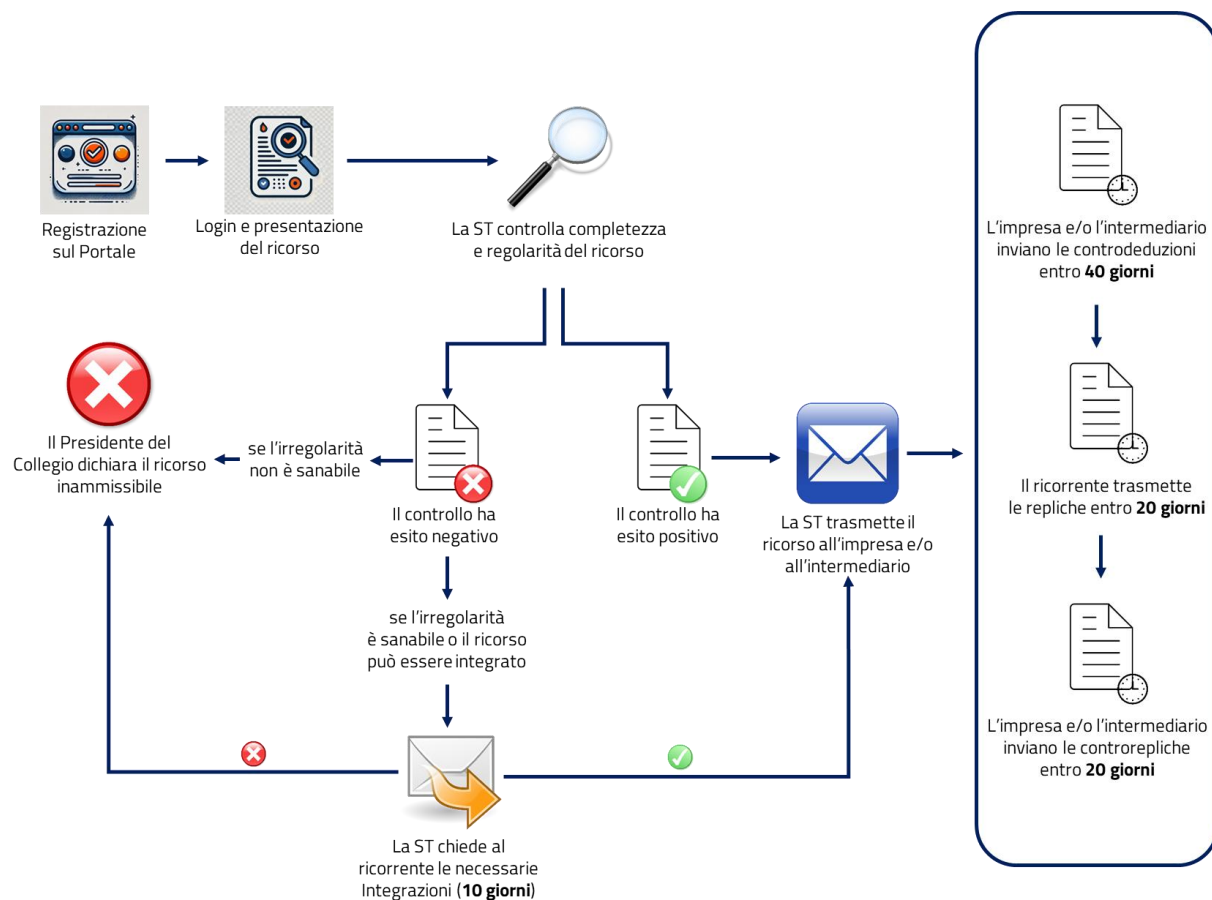 Registrazione
sul Portale
Login e presentazione
del ricorso
La ST controlla completezza
e regolarità del ricorso
Il Presidente del
Collegio dichiara il ricorso
inammissibile
se l'irregolarità
non è sanabile
Il controllo ha
esito negativo
Il controllo ha
esito positivo
La ST trasmette il
ricorso all'impresa e/o
all'intermediario
se l'irregolarità
è sanabile o il ricorso
può essere integrato
La ST chiede al
ricorrente le necessarie
Integrazioni (10 giorni)
L'impresa e/o l'intermediario
inviano le controdeduzioni
entro 40 giorni
Il ricorrente trasmette
le repliche entro 20 giorni
L'impresa e/o l'intermediario
inviano le controrepliche
entro 20 giorni